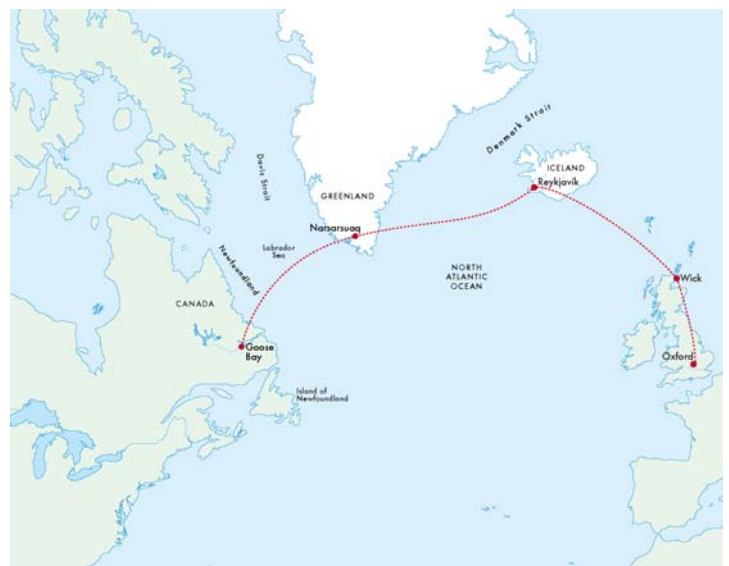 Denmark Strait
ICELAND
Reykjavík
Davis Strait
GREENLAND
Narsarsuaq
Labrador
Sea
Newfoundland
NORTH
ATLANTIC
OCEAN
Wick
CANADA
Goose
Bay
Oxford
Island of
Newfoundland